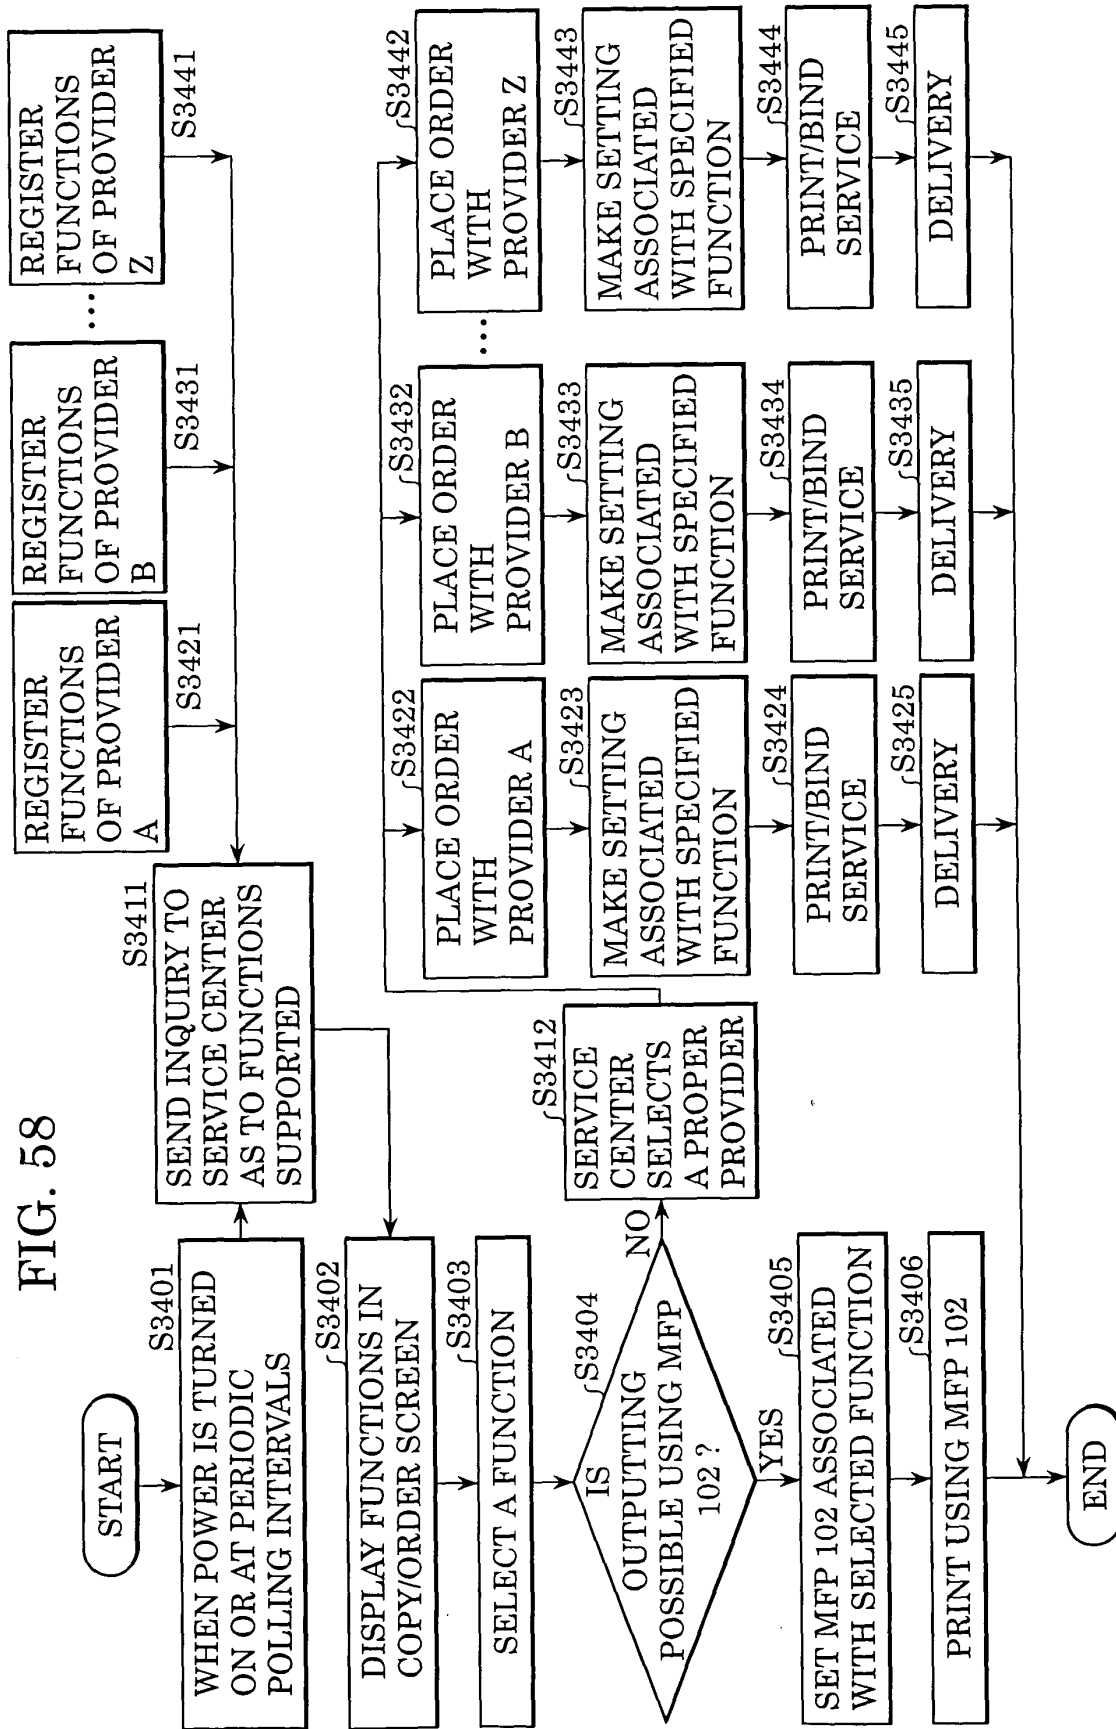 FIG. 58
START
S3401
WHEN POWER IS TURNED
ON OR AT PERIODIC
POLLING INTERVALS
S3411
SEND INQUIRY TO
SERVICE CENTER
AS TO FUNCTIONS
SUPPORTED
REGISTER
FUNCTIONS
OF PROVIDER
A
S3421
REGISTER
FUNCTIONS
OF PROVIDER
B
S3431
...
REGISTER
FUNCTIONS
OF PROVIDER
Z
S3441
S3402
DISPLAY FUNCTIONS IN
COPY/ORDER SCREEN
S3403
SELECT A FUNCTION
S3404
IS
OUTPUTTING
POSSIBLE USING MFP
102?
NO
YES
S3405
SET MFP 102 ASSOCIATED
WITH SELECTED FUNCTION
S3406
PRINT USING MFP 102
END
S3412
SERVICE
CENTER
SELECTS
A PROPER
PROVIDER
S3422
PLACE ORDER
WITH
PROVIDER A
S3423
MAKE SETTING
ASSOCIATED
WITH SPECIFIED
FUNCTION
S3424
PRINT/BIND
SERVICE
S3425
DELIVERY
S3432
PLACE ORDER
WITH
PROVIDER B
S3433
MAKE SETTING
ASSOCIATED
WITH SPECIFIED
FUNCTION
S3434
PRINT/BIND
SERVICE
S3435
DELIVERY
...
S3442
PLACE ORDER
WITH
PROVIDER Z
S3443
MAKE SETTING
ASSOCIATED
WITH SPECIFIED
FUNCTION
S3444
PRINT/BIND
SERVICE
S3445
DELIVERY